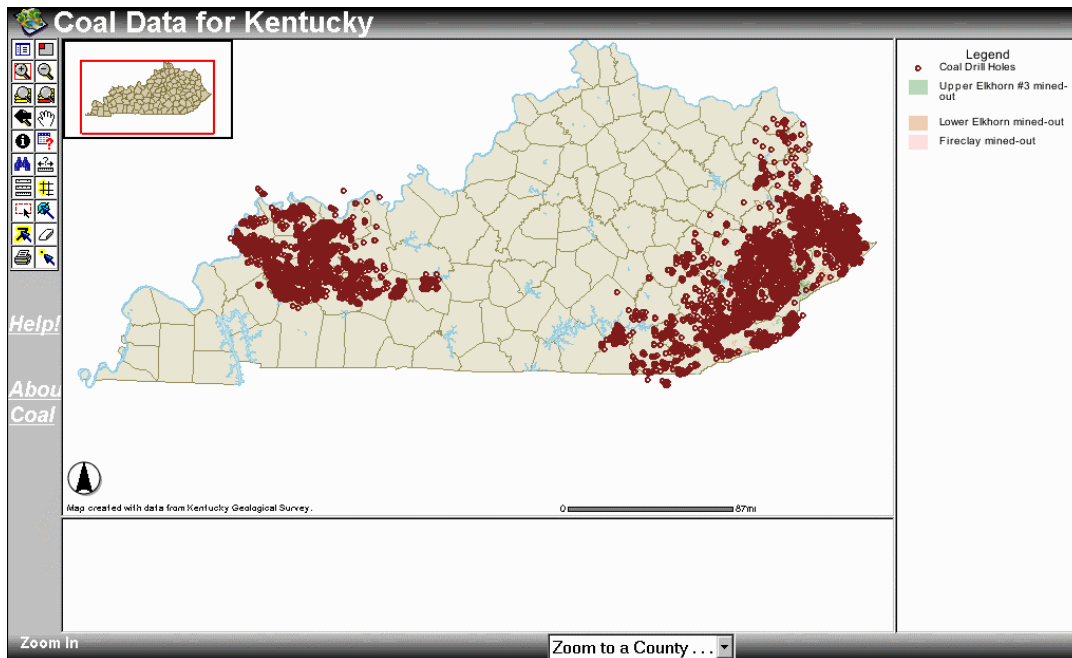 Coal Data for Kentucky
Legend
Coal Drill Holes
Upper Elkhorn #3 mined-
out
Lower Elkhorn mined-out
Fireclay mined-out
Help!
Abou
Coal
Map created with data from Kentucky Geological Survey.
0 87mi
Zoom In
Zoom to a County . . .